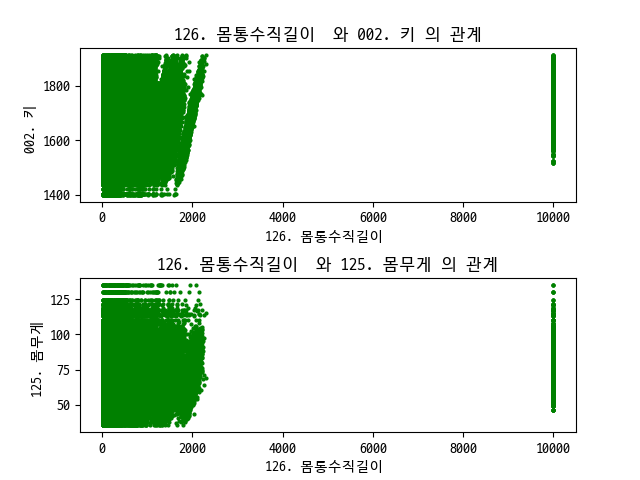 126. 몸통수직길이  와 002. 키 의 관계
002. 키
1800
1600
1400
0 2000 4000 6000 8000 10000
126. 몸통수직길이
126. 몸통수직길이  와 125. 몸무게 의 관계
125. 몸무게
125
100
75
50
0 2000 4000 6000 8000 10000
126. 몸통수직길이